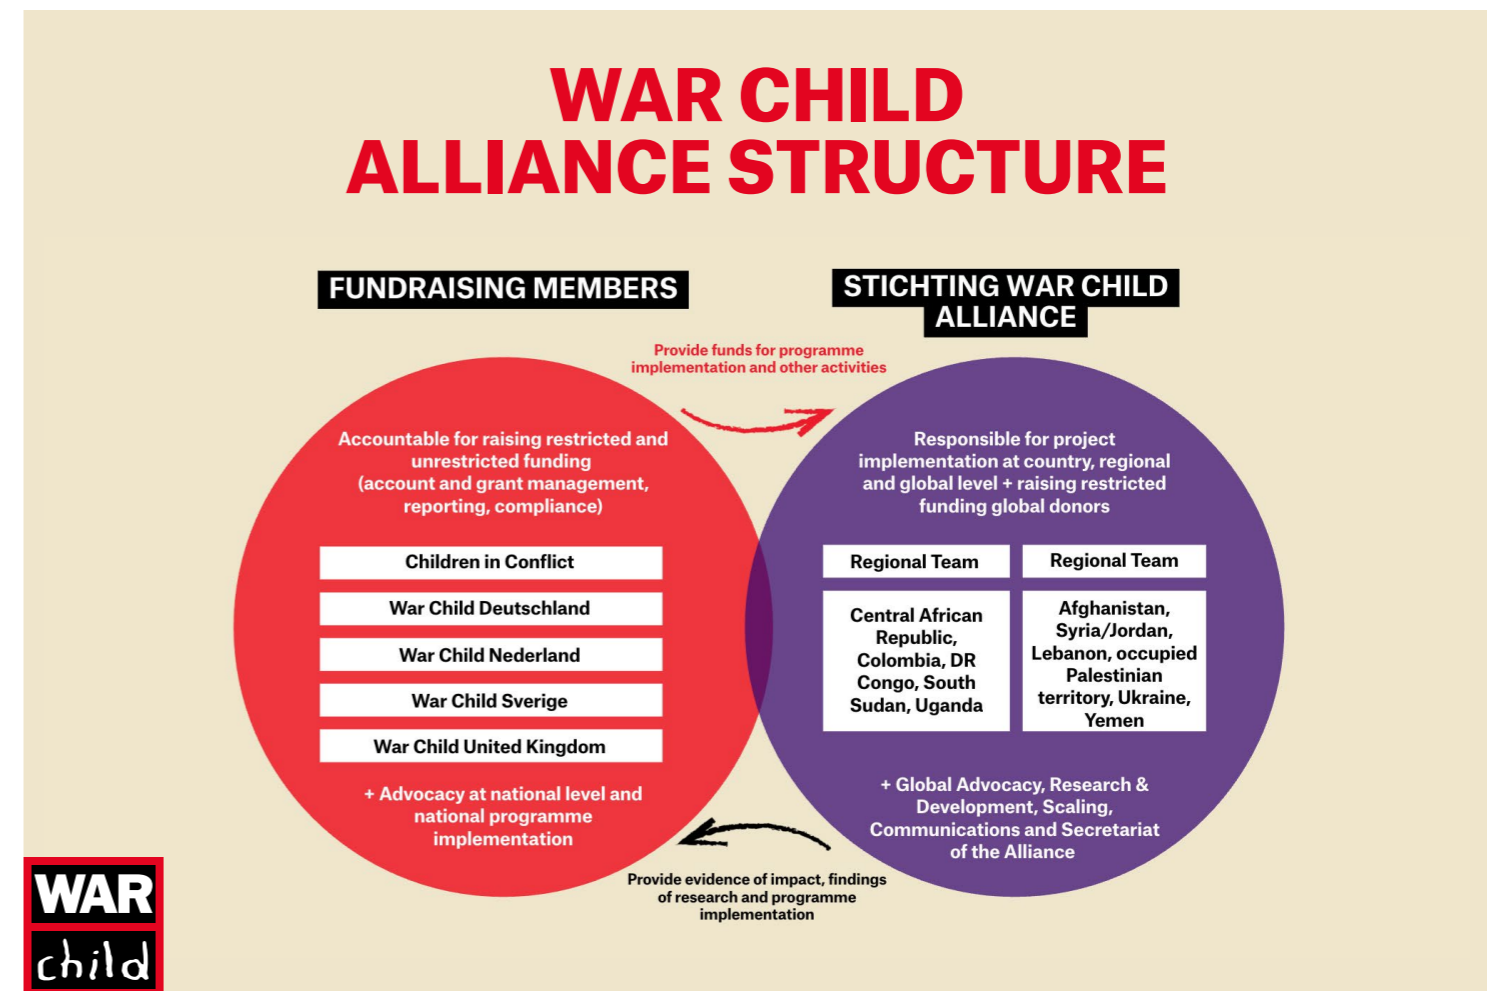 WAR CHILD
ALLIANCE STRUCTURE
FUNDRAISING MEMBERS
STICHTING WAR CHILD
ALLIANCE
Provide funds for programme
implementation and other activities
Accountable for raising restricted and
unrestricted funding
(account and grant management,
reporting, compliance)
Children in Conflict
War Child Deutschland
War Child Nederland
War Child Sverige
War Child United Kingdom
+ Advocacy at national level and
national programme
implementation
Responsible for project
implementation at country, regional
and global level + raising restricted
funding global donors
Regional Team
Central African
Republic,
Colombia, DR
Congo, South
Sudan, Uganda
Regional Team
Afghanistan,
Syria/Jordan,
Lebanon, occupied
Palestinian
territory, Ukraine,
Yemen
+ Global Advocacy, Research &
Development, Scaling,
Communications and Secretariat
of the Alliance
Provide evidence of impact, findings
of research and programme
implementation
WAR
child